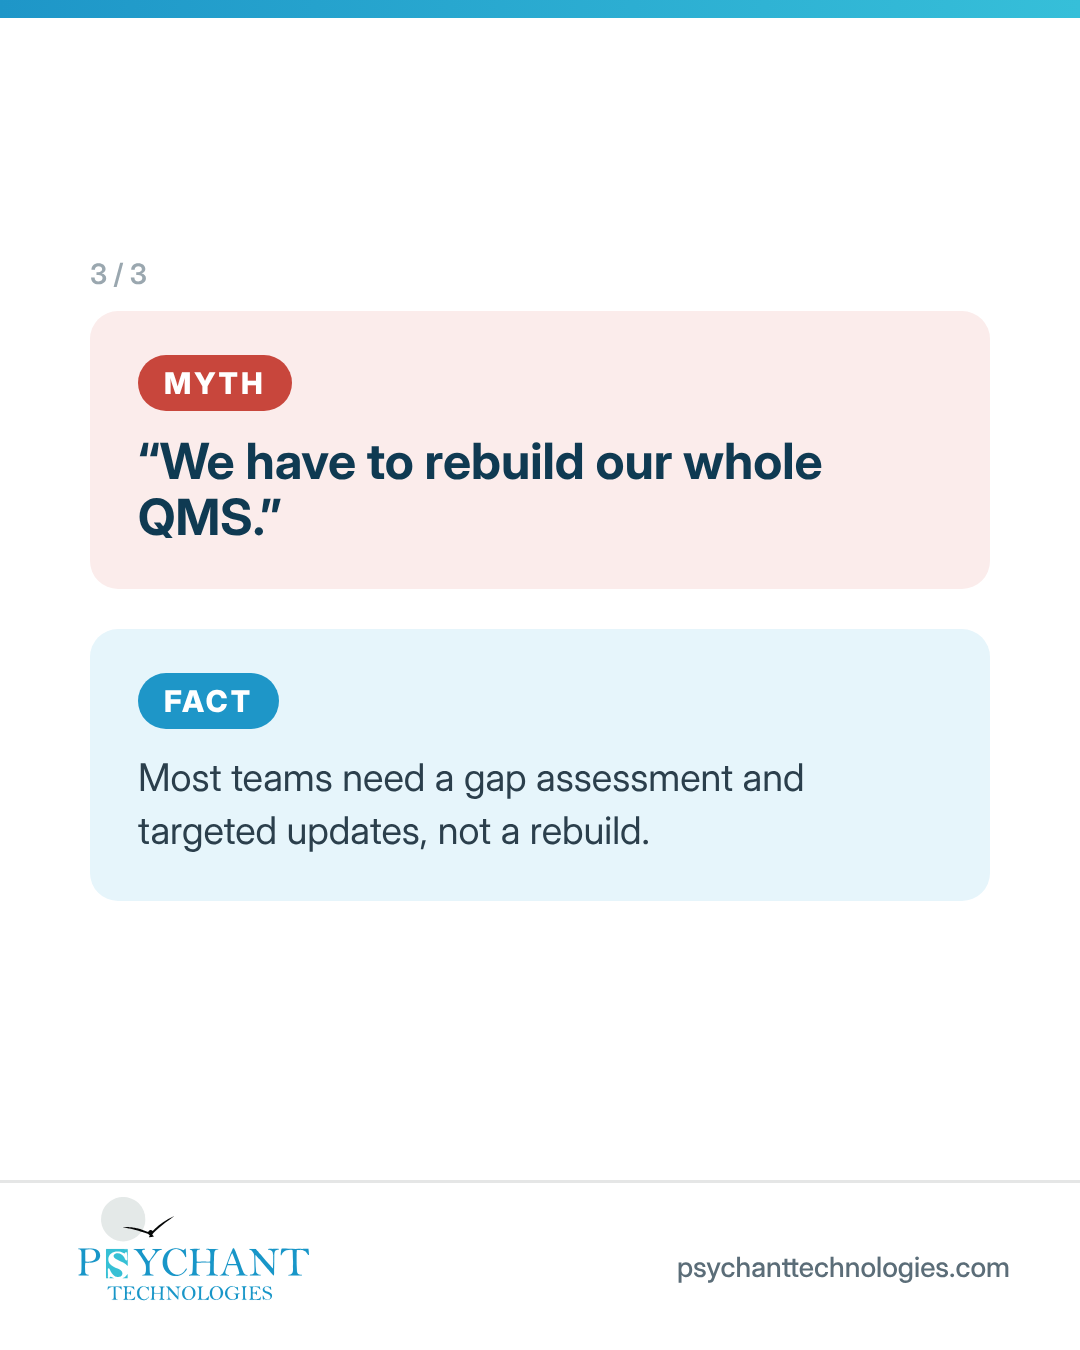 3 / 3
MYTH
“We have to rebuild our whole
QMS.”
FACT
Most teams need a gap assessment and
targeted updates, not a rebuild.
PSYCHANT
TECHNOLOGIES
psychanttechnologies.com